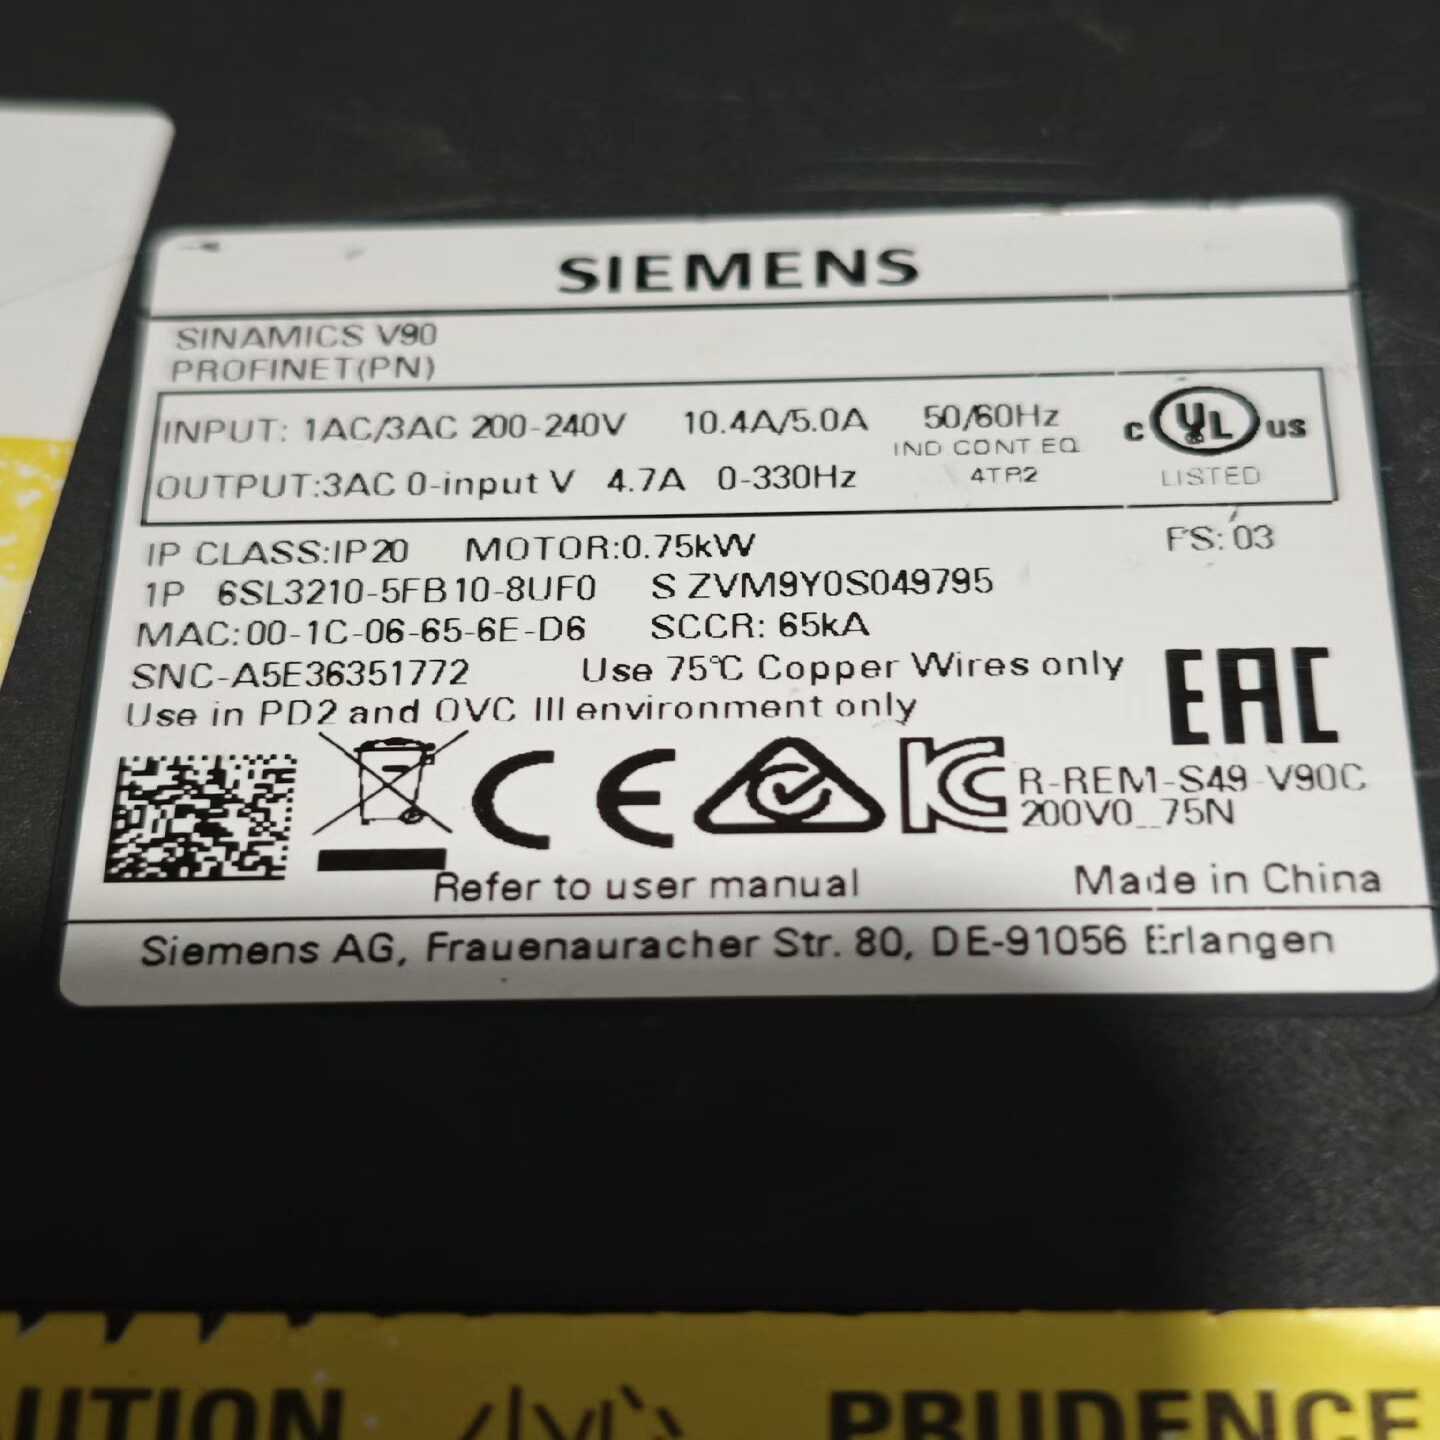 SIEMENS
SINAMICS V90
PROFINET(PN)
INPUT: 1AC/3AC 200-240V 10.4A/5.0A 50/60Hz
IND CONT EQ
4TR2
OUTPUT:3AC 0-input V 4.7A 0-330Hz
C UL US
LISTED
IP CLASS:IP20 MOTOR:0.75kW FS: 03
1P 6SL3210-5FB10-8UF0 S ZVM9Y0S049795
MAC:00-1C-06-65-6E-D6 SCCR: 65kA
SNC-A5E36351772 Use 75℃ Copper Wires only
Use in PD2 and OVC III environment only
EAC
CE
KC
R-REM-S49-V90C
200V0_75N
Refer to user manual Made in China
Siemens AG, Frauenauracher Str. 80, DE-91056 Erlangen
AUTION PRUDENCE